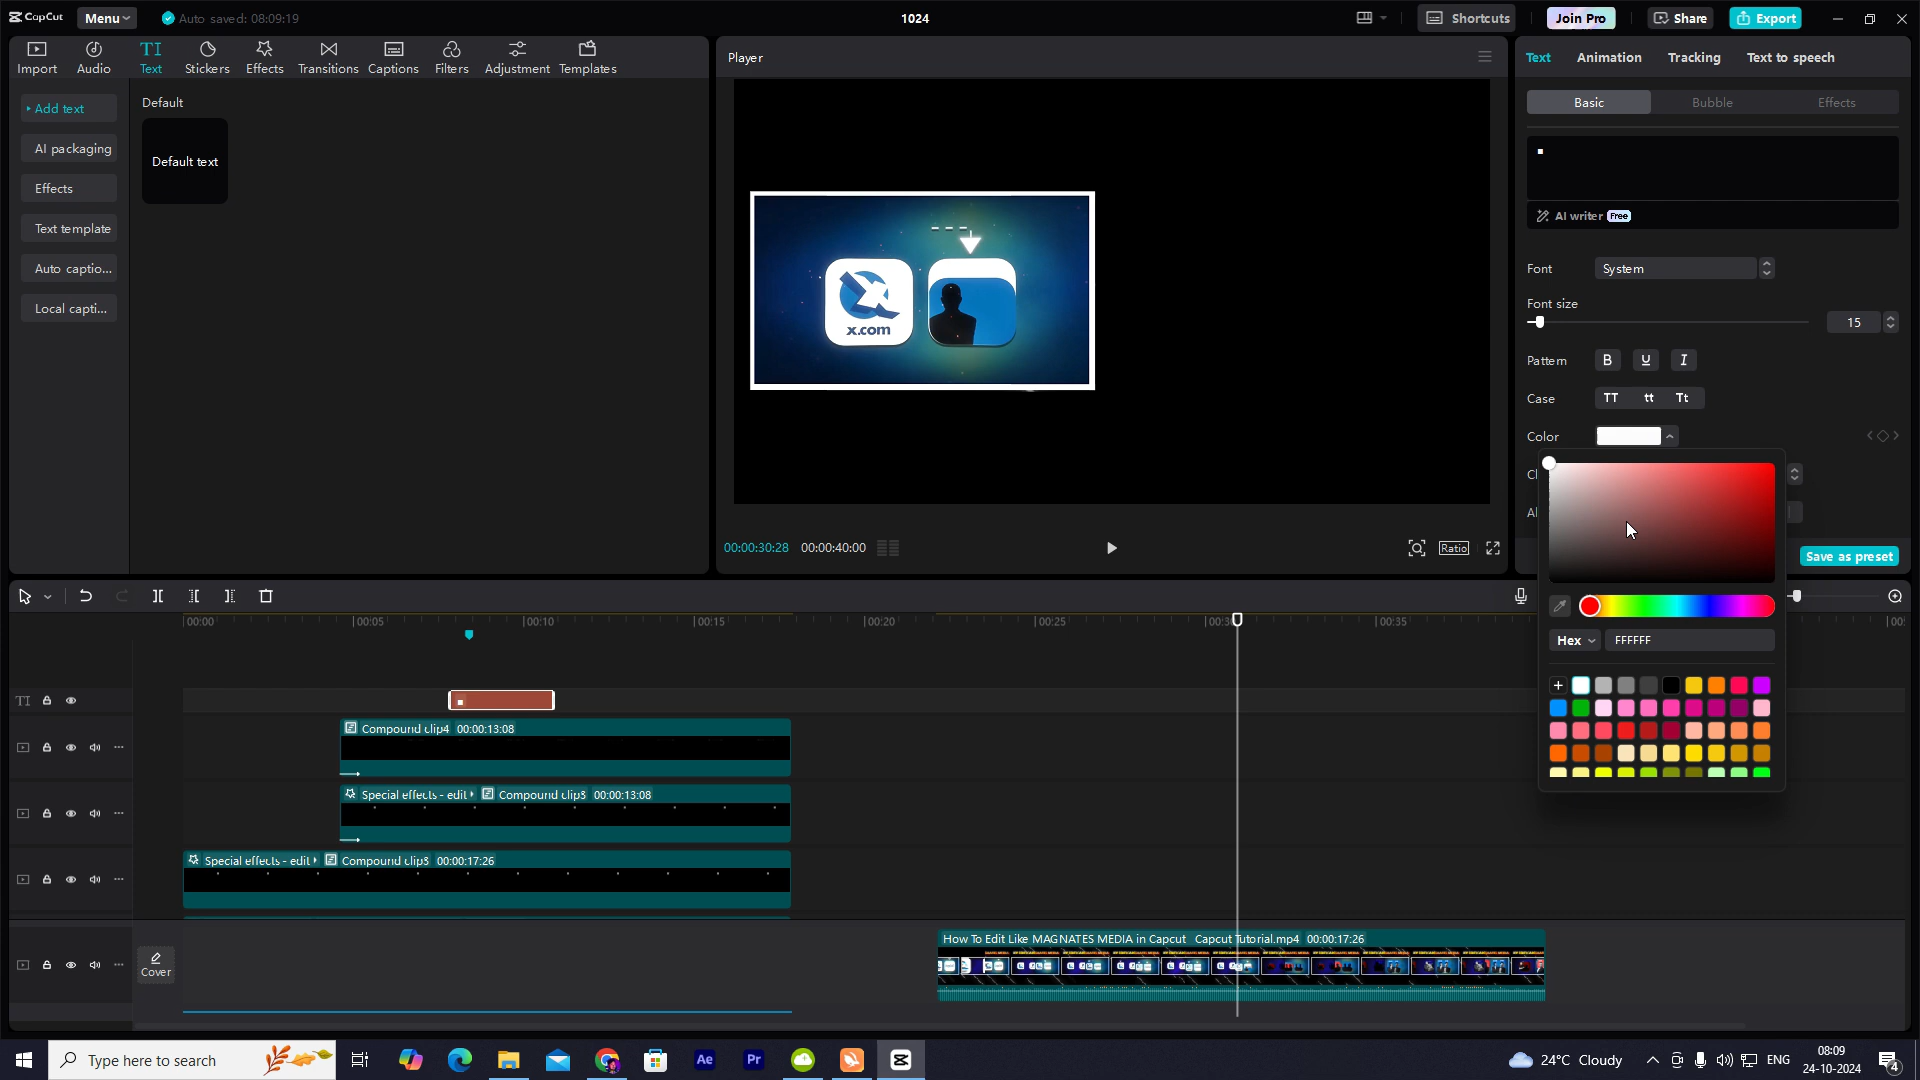 CapCut Menu Auto saved: 08:09:19 1024 Shortcuts Join Pro Share Export
Import Audio Text Stickers Effects Transitions Captions Filters Adjustment Templates
TI
Add text
AI packaging
Effects
Text template
Auto captio...
Local capti...
Default
Default text
Player
x.com
00:00:30:28 00:00:40:00
Ratio
Text Animation Tracking Text to speech
Basic Bubble Effects
AI writer Free
Font System
Font size
15
Pattern B U I
Case TT tt Tt
Color
Save as preset
Hex FFFFFF
00:00 00:05 00:10 00:15 00:20 00:25 00:35
TI
Compound clip4 00:00:13:08
Special effects - edit Compound clip3 00:00:13:08
Special effects - edit Compound clip3 00:00:17:26
Cover
How To Edit Like MAGNATES MEDIA in Capcut Capcut Tutorial.mp4 00:00:17:26
Type here to search
Ae
Pr
24°C Cloudy
ENG
08:09
24-10-2024
4